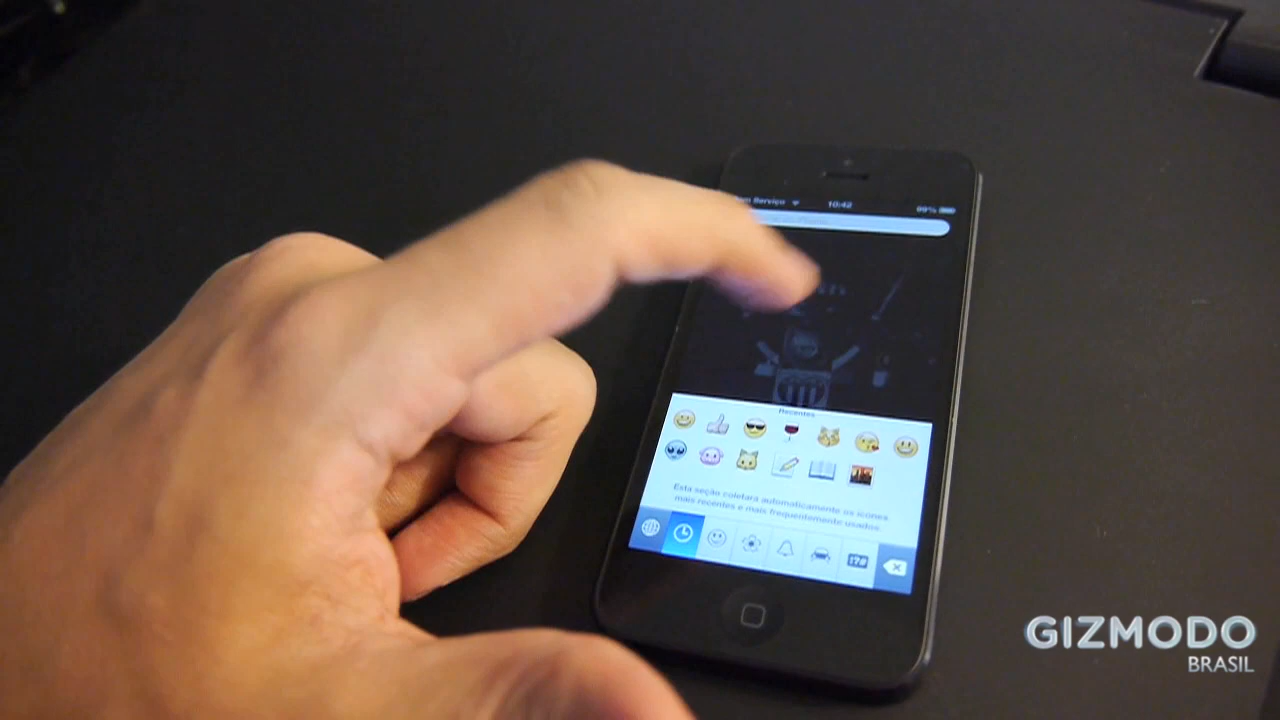 Serviço
10:42
99%
Recentes
Esta seção coletará automaticamente os ícones
mais recentes e mais frequentemente usados.
!?#
GIZMODO
BRASIL